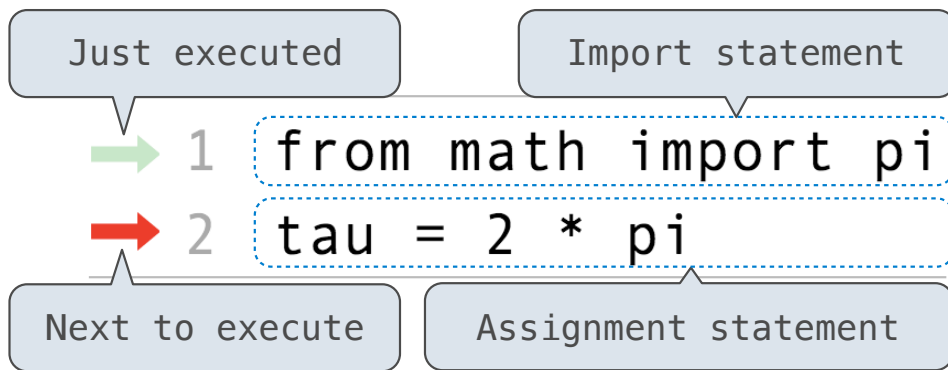 Just executed
Import statement
1 from math import pi
2 tau = 2 * pi
Next to execute
Assignment statement